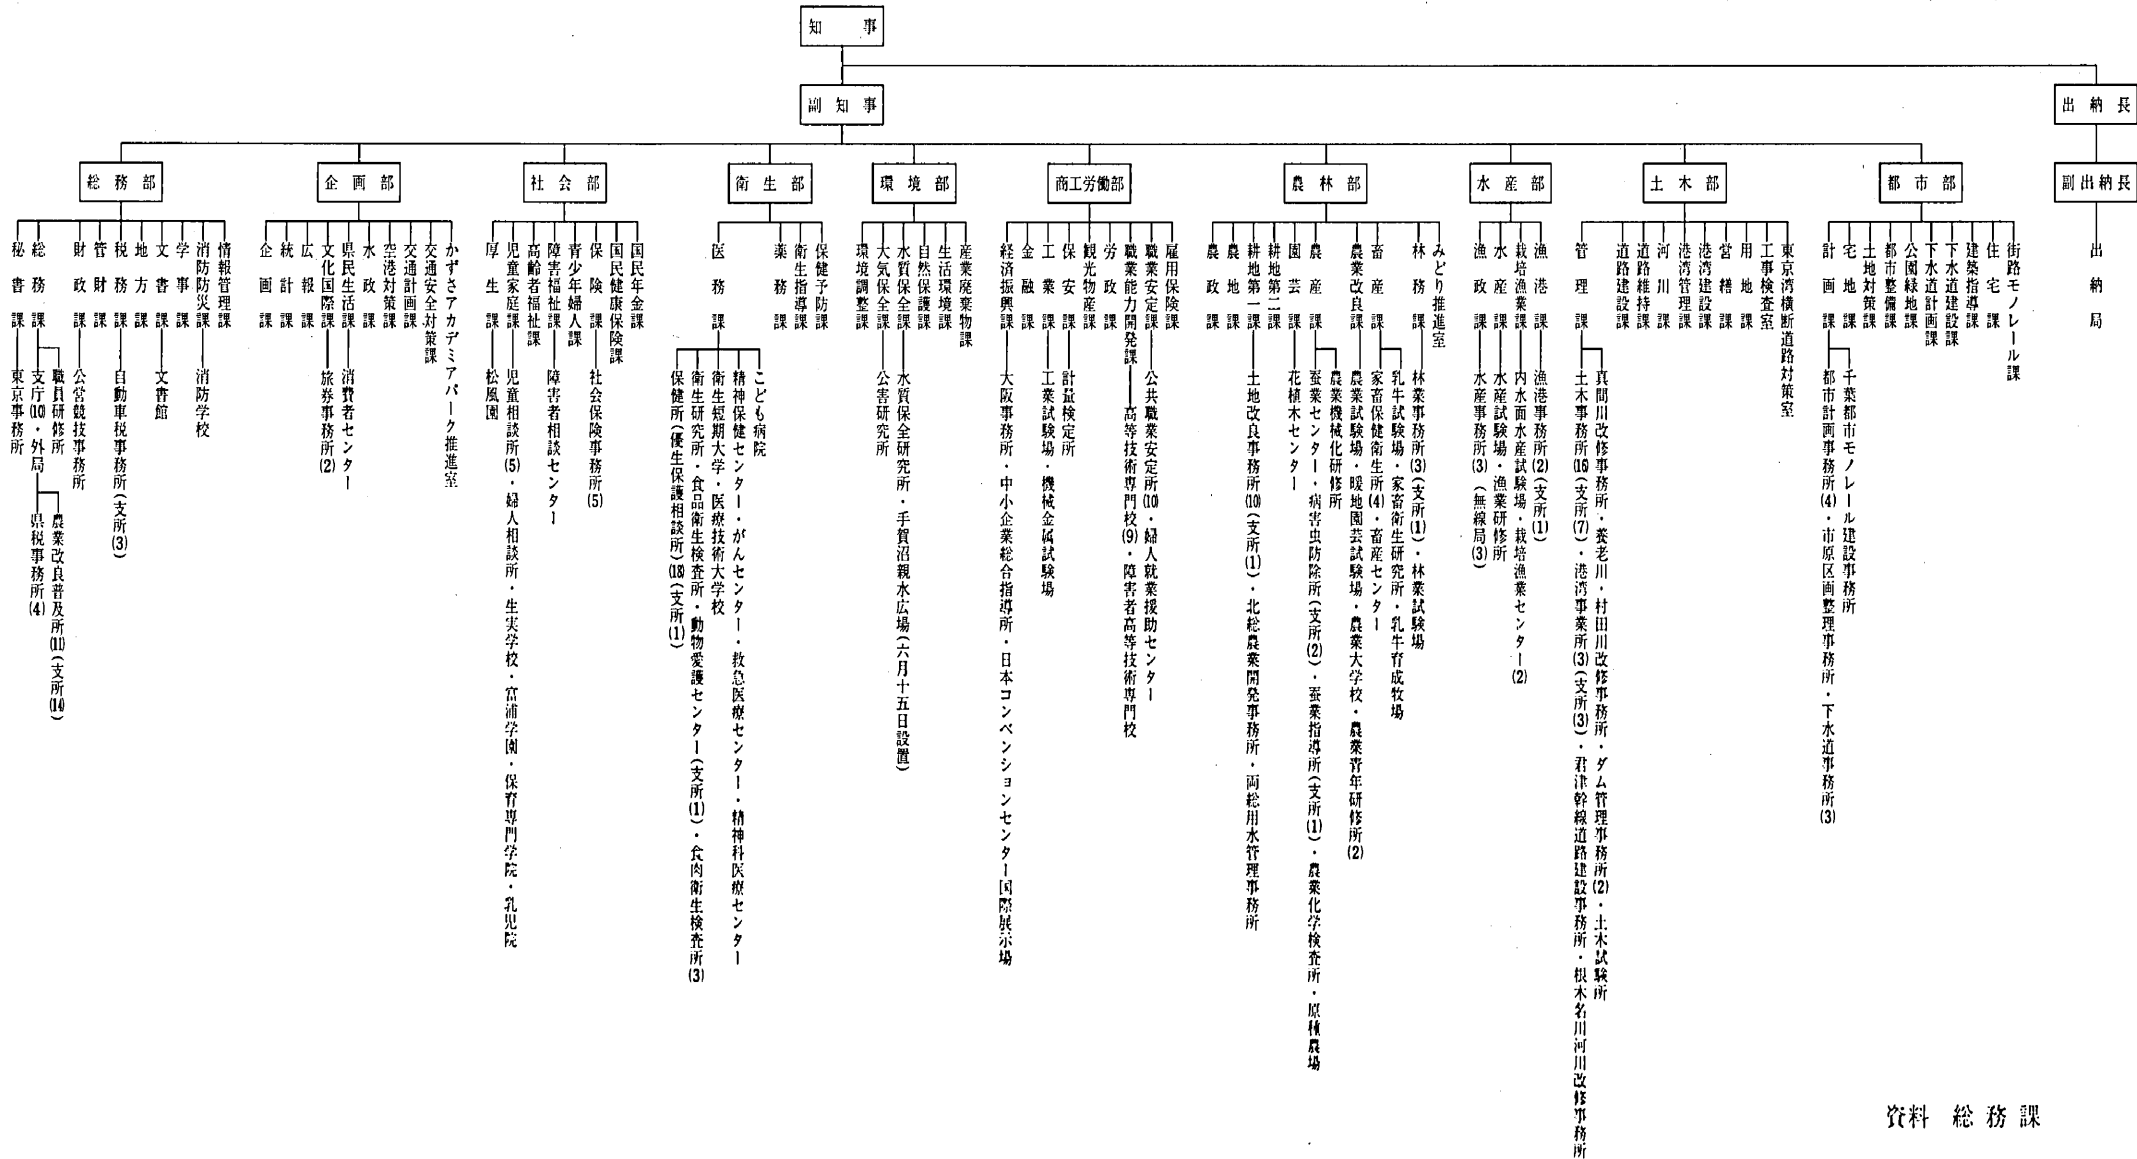 知事
副知事
出納長
副出納長
出納局
総務部
秘書課
東京事務所
総務課
職員研修所
支庁(10)・外局
農業改良普及所(11)(支所(14))
県税事務所(4)
財政課
公営競技事務所
管財課
税務課
自動車税事務所(支所(3))
地方課
文書課
文書館
学事課
消防防災課
消防学校
情報管理課
企画部
企画課
統計課
広報課
文化国際課
旅券事務所(2)
県民生活課
消費者センター
水政課
空港対策課
交通計画課
交通安全対策課
かずさアカデミアパーク推進室
社会部
厚生課
松風園
児童家庭課
児童相談所(5)・婦人相談所・生実学校・富浦学園・保育専門学院・乳児院
高齢者福祉課
障害福祉課
障害者相談センター
青少年婦人課
保険課
社会保険事務所(5)
国民健康保険課
国民年金課
衛生部
医務課
こども病院
精神保健センター・がんセンター・救急医療センター・精神科医療センター
衛生短期大学・医療技術大学校
衛生研究所・食品衛生検査所・動物愛護センター(支所(1))・食肉衛生検査所(3)
保健所(優生保護相談所)(18)(支所(1))
薬務課
衛生指導課
保健予防課
環境部
環境調整課
大気保全課
公害研究所
水質保全課
水質保全研究所・手賀沼親水広場(六月十五日設置)
自然保護課
生活環境課
産業廃棄物課
商工労働部
経済振興課
大阪事務所・中小企業総合指導所・日本コンベンションセンター国際展示場
金融課
工業課
工業試験場・機械金属試験場
保安課
計量検定所
観光物産課
労政課
職業能力開発課
高等技術専門校(9)・障害者高等技術専門校
職業安定課
公共職業安定所(10)・婦人就業援助センター
雇用保険課
農林部
農政課
農地課
耕地第一課
土地改良事務所(10)(支所(1))・北総農業開発事務所・両総用水管理事務所
耕地第二課
園芸課
花植木センター
農産課
農業機械化研修所
蚕業センター・病害虫防除所(支所(2))・蚕業指導所(支所(1))・農業化学検査所・原種農場
農業改良課
農業試験場・暖地園芸試験場・農業大学校・農業青年研修所(2)
畜産課
乳牛試験場・家畜衛生研究所・乳牛育成牧場
家畜保健衛生所(4)・畜産センター
林務課
林業事務所(3)(支所(1))・林業試験場
みどり推進室
水産部
漁政課
水産事務所(3)(無線局(3))
水産課
水産試験場・漁業研修所
栽培漁業課
内水面水産試験場・栽培漁業センター(2)
漁港課
漁港事務所(2)(支所(1))
土木部
管理課
真間川改修事務所・養老川・村田川改修事務所・ダム管理事務所(2)・土木試験所
土木事務所(16)(支所(7))・港湾事業所(3)(支所(3))・君津幹線道路建設事務所・根木名川河川改修事務所
道路建設課
道路維持課
河川課
港湾管理課
港湾建設課
営繕課
用地課
工事検査室
東京湾横断道路対策室
都市部
計画課
千葉都市モノレール建設事務所
都市計画事務所(4)・市原区画整理事務所・下水道事務所(3)
宅地課
土地対策課
都市整備課
公園緑地課
下水道計画課
下水道建設課
建築指導課
住宅課
街路モノレール課
資料 総務課